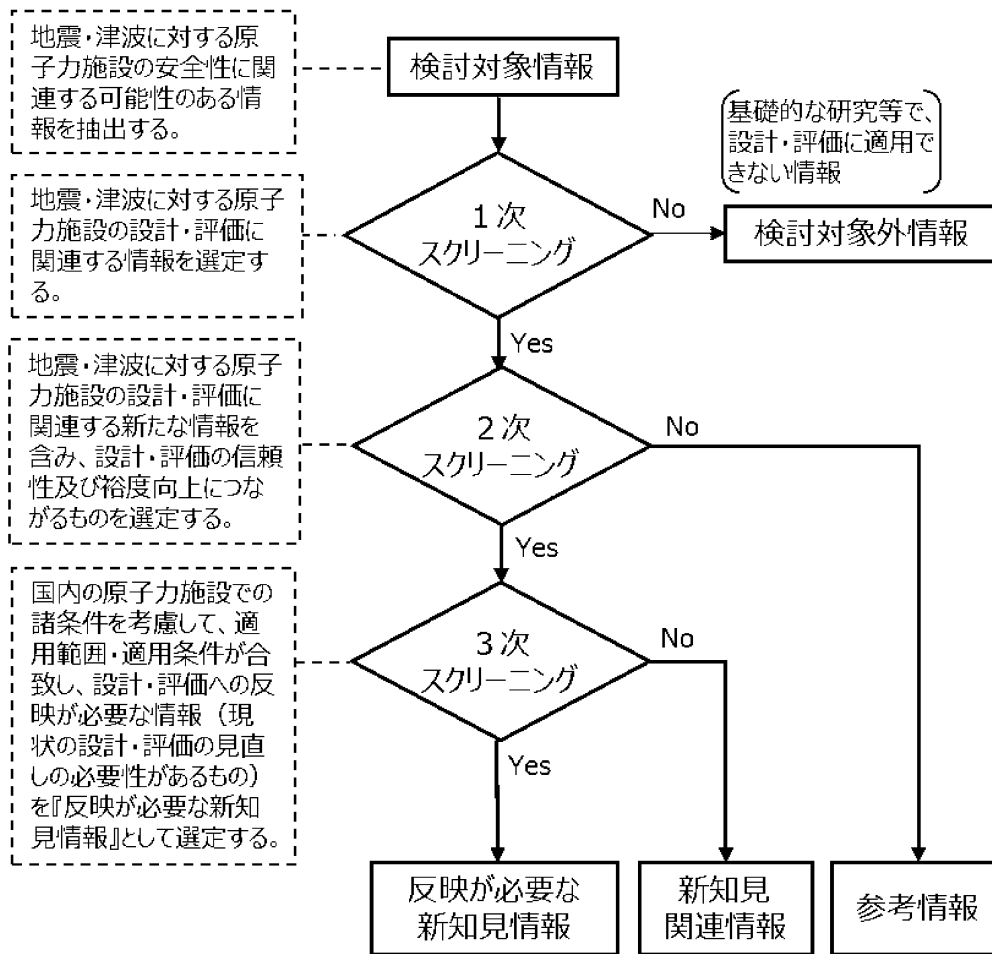 地震・津波に対する原
子力施設の安全性に関
連する可能性のある情
報を抽出する。
検討対象情報
基礎的な研究等で、
設計・評価に適用で
きない情報
地震・津波に対する原子
力施設の設計・評価に
関連する情報を選定す
る。
1次
スクリーニング
No
検討対象外情報
Yes
地震・津波に対する原子
力施設の設計・評価に
関連する新たな情報を
含み、設計・評価の信頼
性及び裕度向上につな
がるものを選定する。
2次
スクリーニング
No
Yes
国内の原子力施設での
諸条件を考慮して、適
用範囲・適用条件が合
致し、設計・評価への反
映が必要な情報（現
状の設計・評価の見直
しの必要性があるもの）
を『反映が必要な新知
見情報』として選定する。
3次
スクリーニング
No
Yes
反映が必要な
新知見情報
新知見
関連情報
参考情報